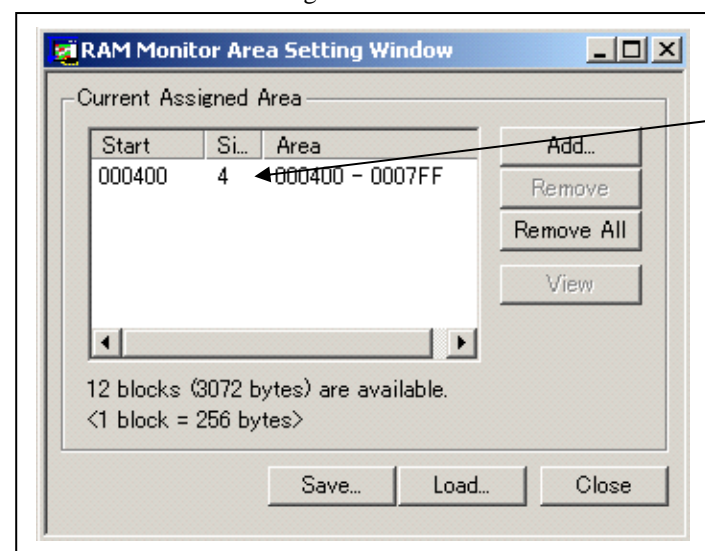 RAM Monitor Area Setting Window
Current Assigned Area
Start Si... Area
000400 4 000400 - 0007FF
Add...
Remove
Remove All
View
12 blocks (3072 bytes) are available.
<1 block = 256 bytes>
Save... Load... Close